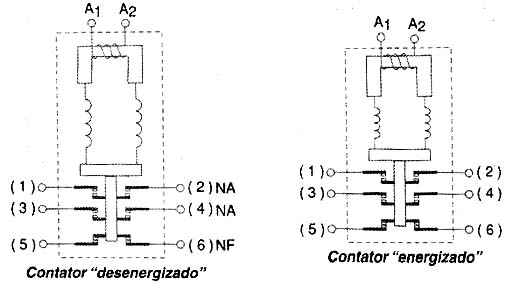 A1 A2
(1) (2) NA
(3) (4) NA
(5) (6) NF
Contator "desenergizado"
A1 A2
(1) (2)
(3) (4)
(5) (6)
Contator "energizado"